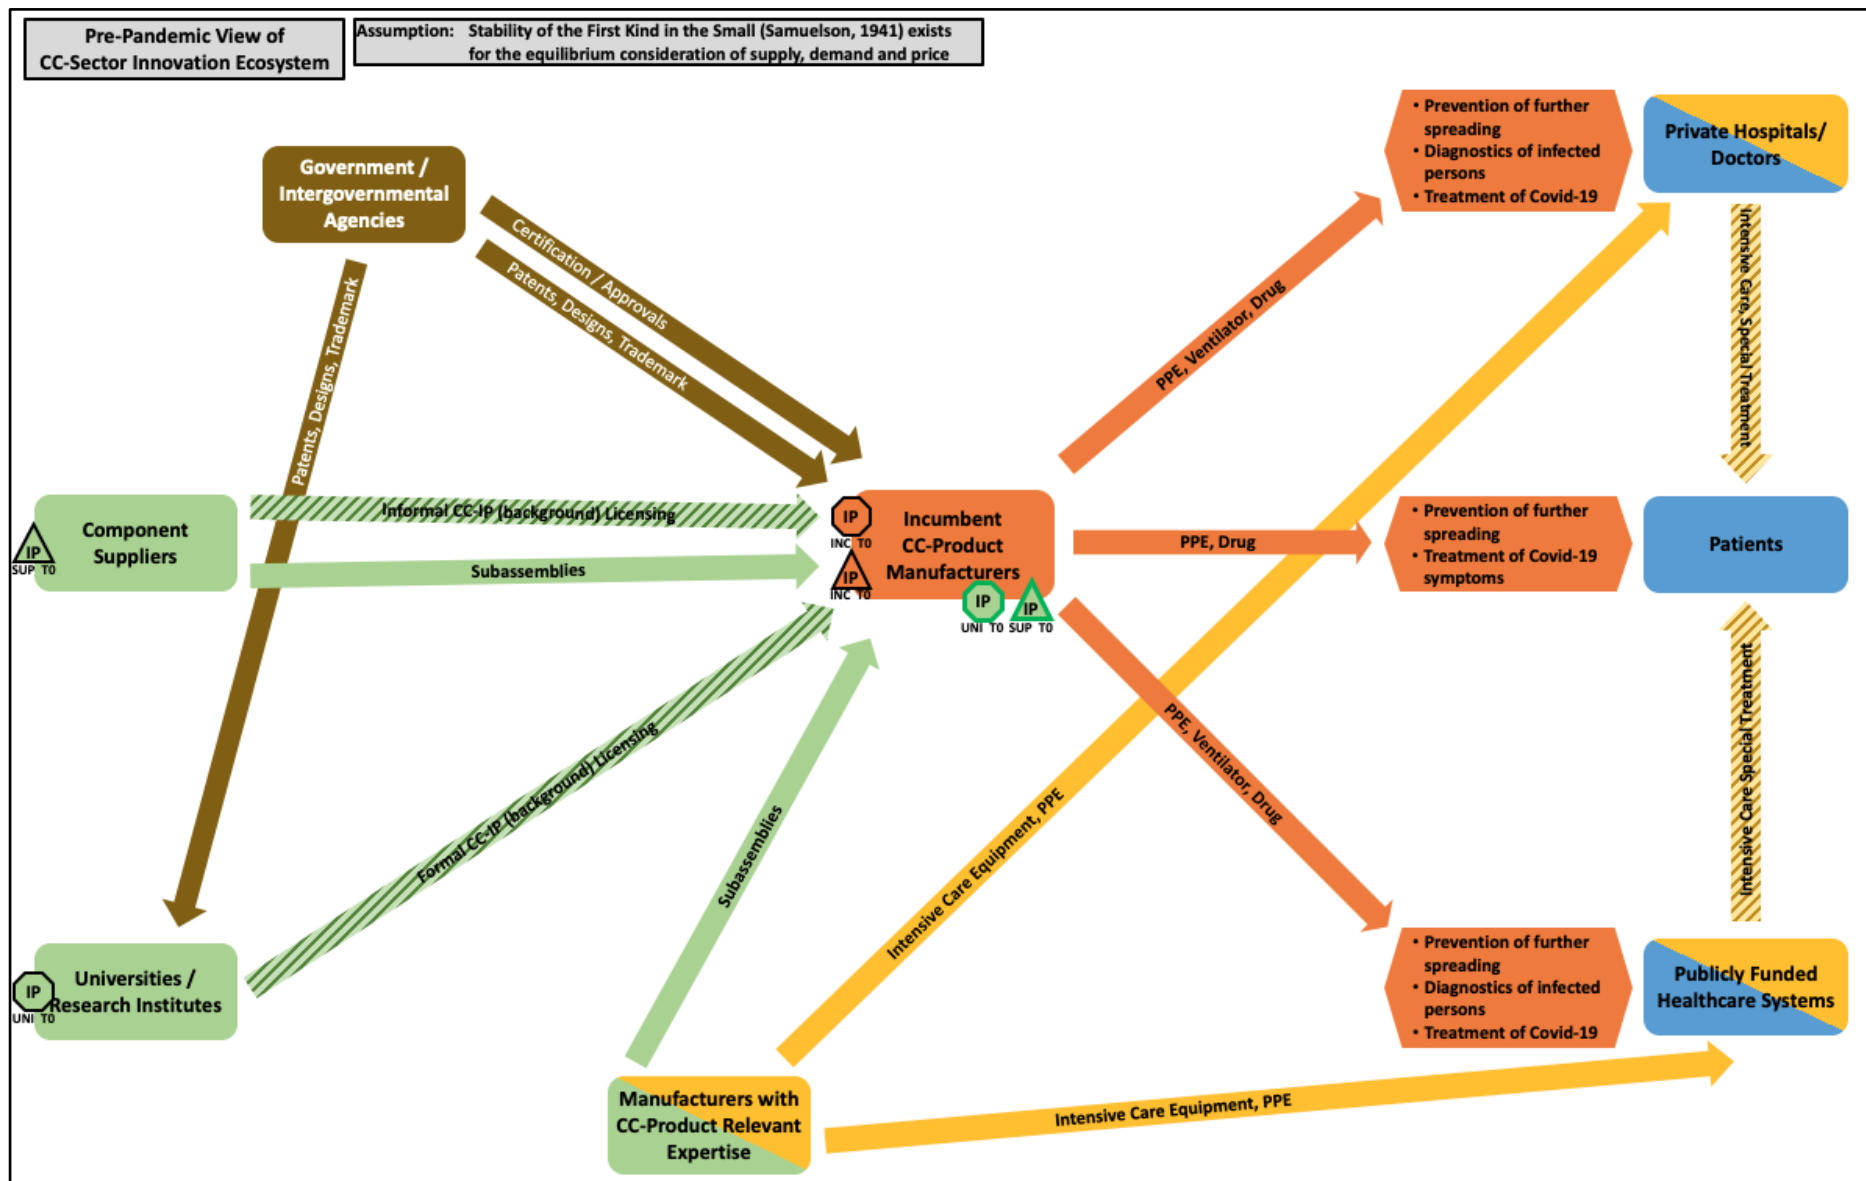 Pre-Pandemic View of
CC-Sector Innovation Ecosystem
Assumption: Stability of the First Kind in the Small (Samuelson, 1941) exists
for the equilibrium consideration of supply, demand and price
Government /
Intergovernmental
Agencies
Certification / Approvals
Patents, Designs, Trademark
Patents, Designs, Trademark
Component
Suppliers
IP
SUP T0
Informal CC-IP (background) Licensing
Subassemblies
Universities /
Research Institutes
IP
UNI T0
Formal CC-IP (background) Licensing
Subassemblies
Manufacturers with
CC-Product Relevant
Expertise
Intensive Care Equipment, PPE
Intensive Care Equipment, PPE
Incumbent
CC-Product
Manufacturers
IP
INC T0
IP
INC T0
IP
UNI T0
IP
SUP T0
PPE, Ventilator, Drug
PPE, Drug
PPE, Ventilator, Drug
• Prevention of further
spreading
• Diagnostics of infected
persons
• Treatment of Covid-19
Private Hospitals/
Doctors
Intensive Care, Special Treatment
• Prevention of further
spreading
• Treatment of Covid-19
symptoms
Patients
Intensive Care Special Treatment
• Prevention of further
spreading
• Diagnostics of infected
persons
• Treatment of Covid-19
Publicly Funded
Healthcare Systems